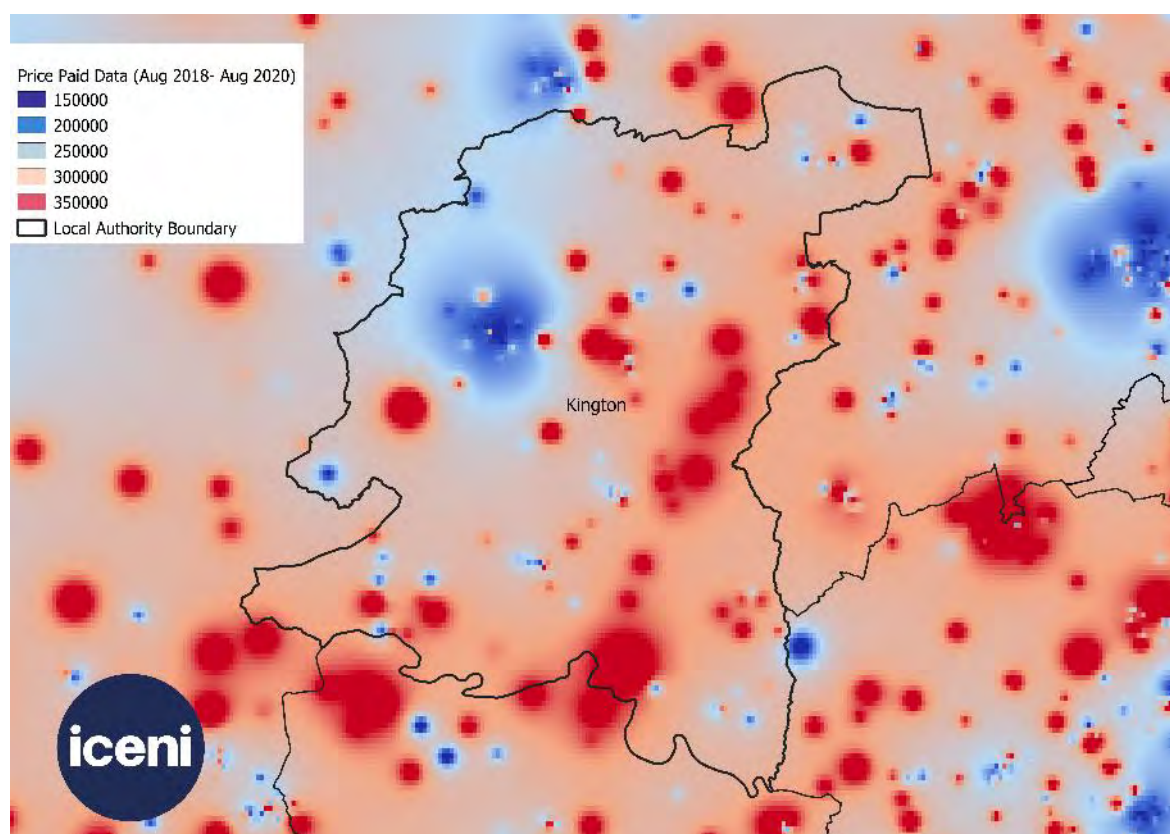 Price Paid Data (Aug 2018- Aug 2020)
150000
200000
250000
300000
350000
Local Authority Boundary
Kington
iceni